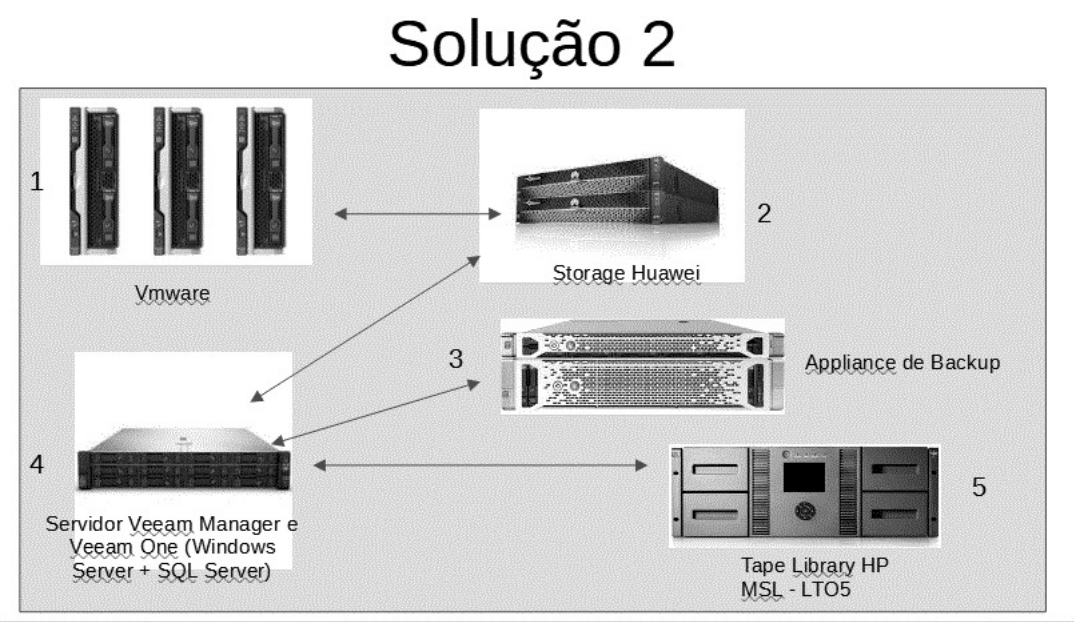 Solução 2
1
Vmware
2
Storage Huawei
3
Appliance de Backup
4
Servidor Veeam Manager e
Veeam One (Windows
Server + SQL Server)
5
Tape Library HP
MSL - LTO5